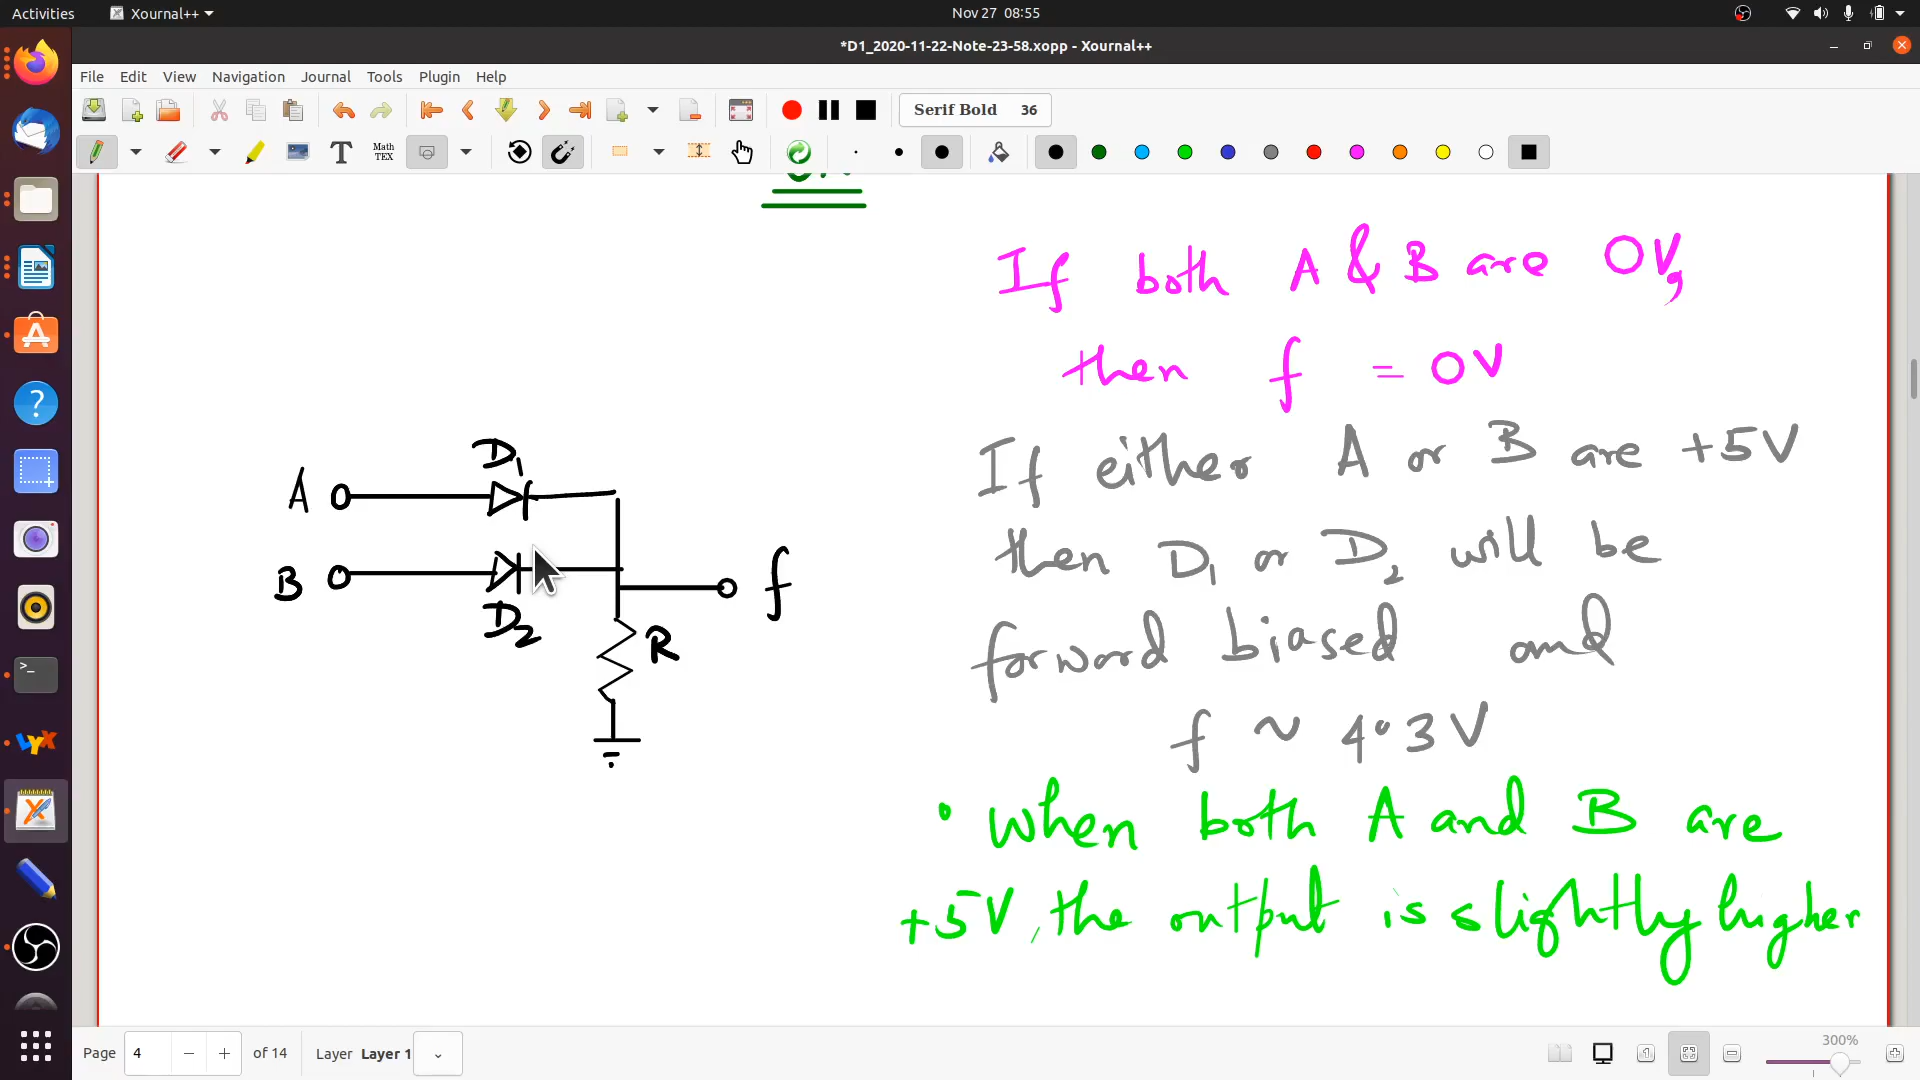 Activities
Xournal++
Nov 27 08:55
*D1_2020-11-22-Note-23-58.xopp - Xournal++
File Edit View Navigation Journal Tools Plugin Help
Serif Bold 36
T
Math
TEX
If both A & B are 0V,
then f = 0V
If either A or B are +5V
then D1 or D2 will be
forward biased and
f ~ 4.3V
• When both A and B are
+5V, the output is slightly higher
D1
A
B
D2
f
R
Page 4 − + of 14 Layer Layer 1
300%